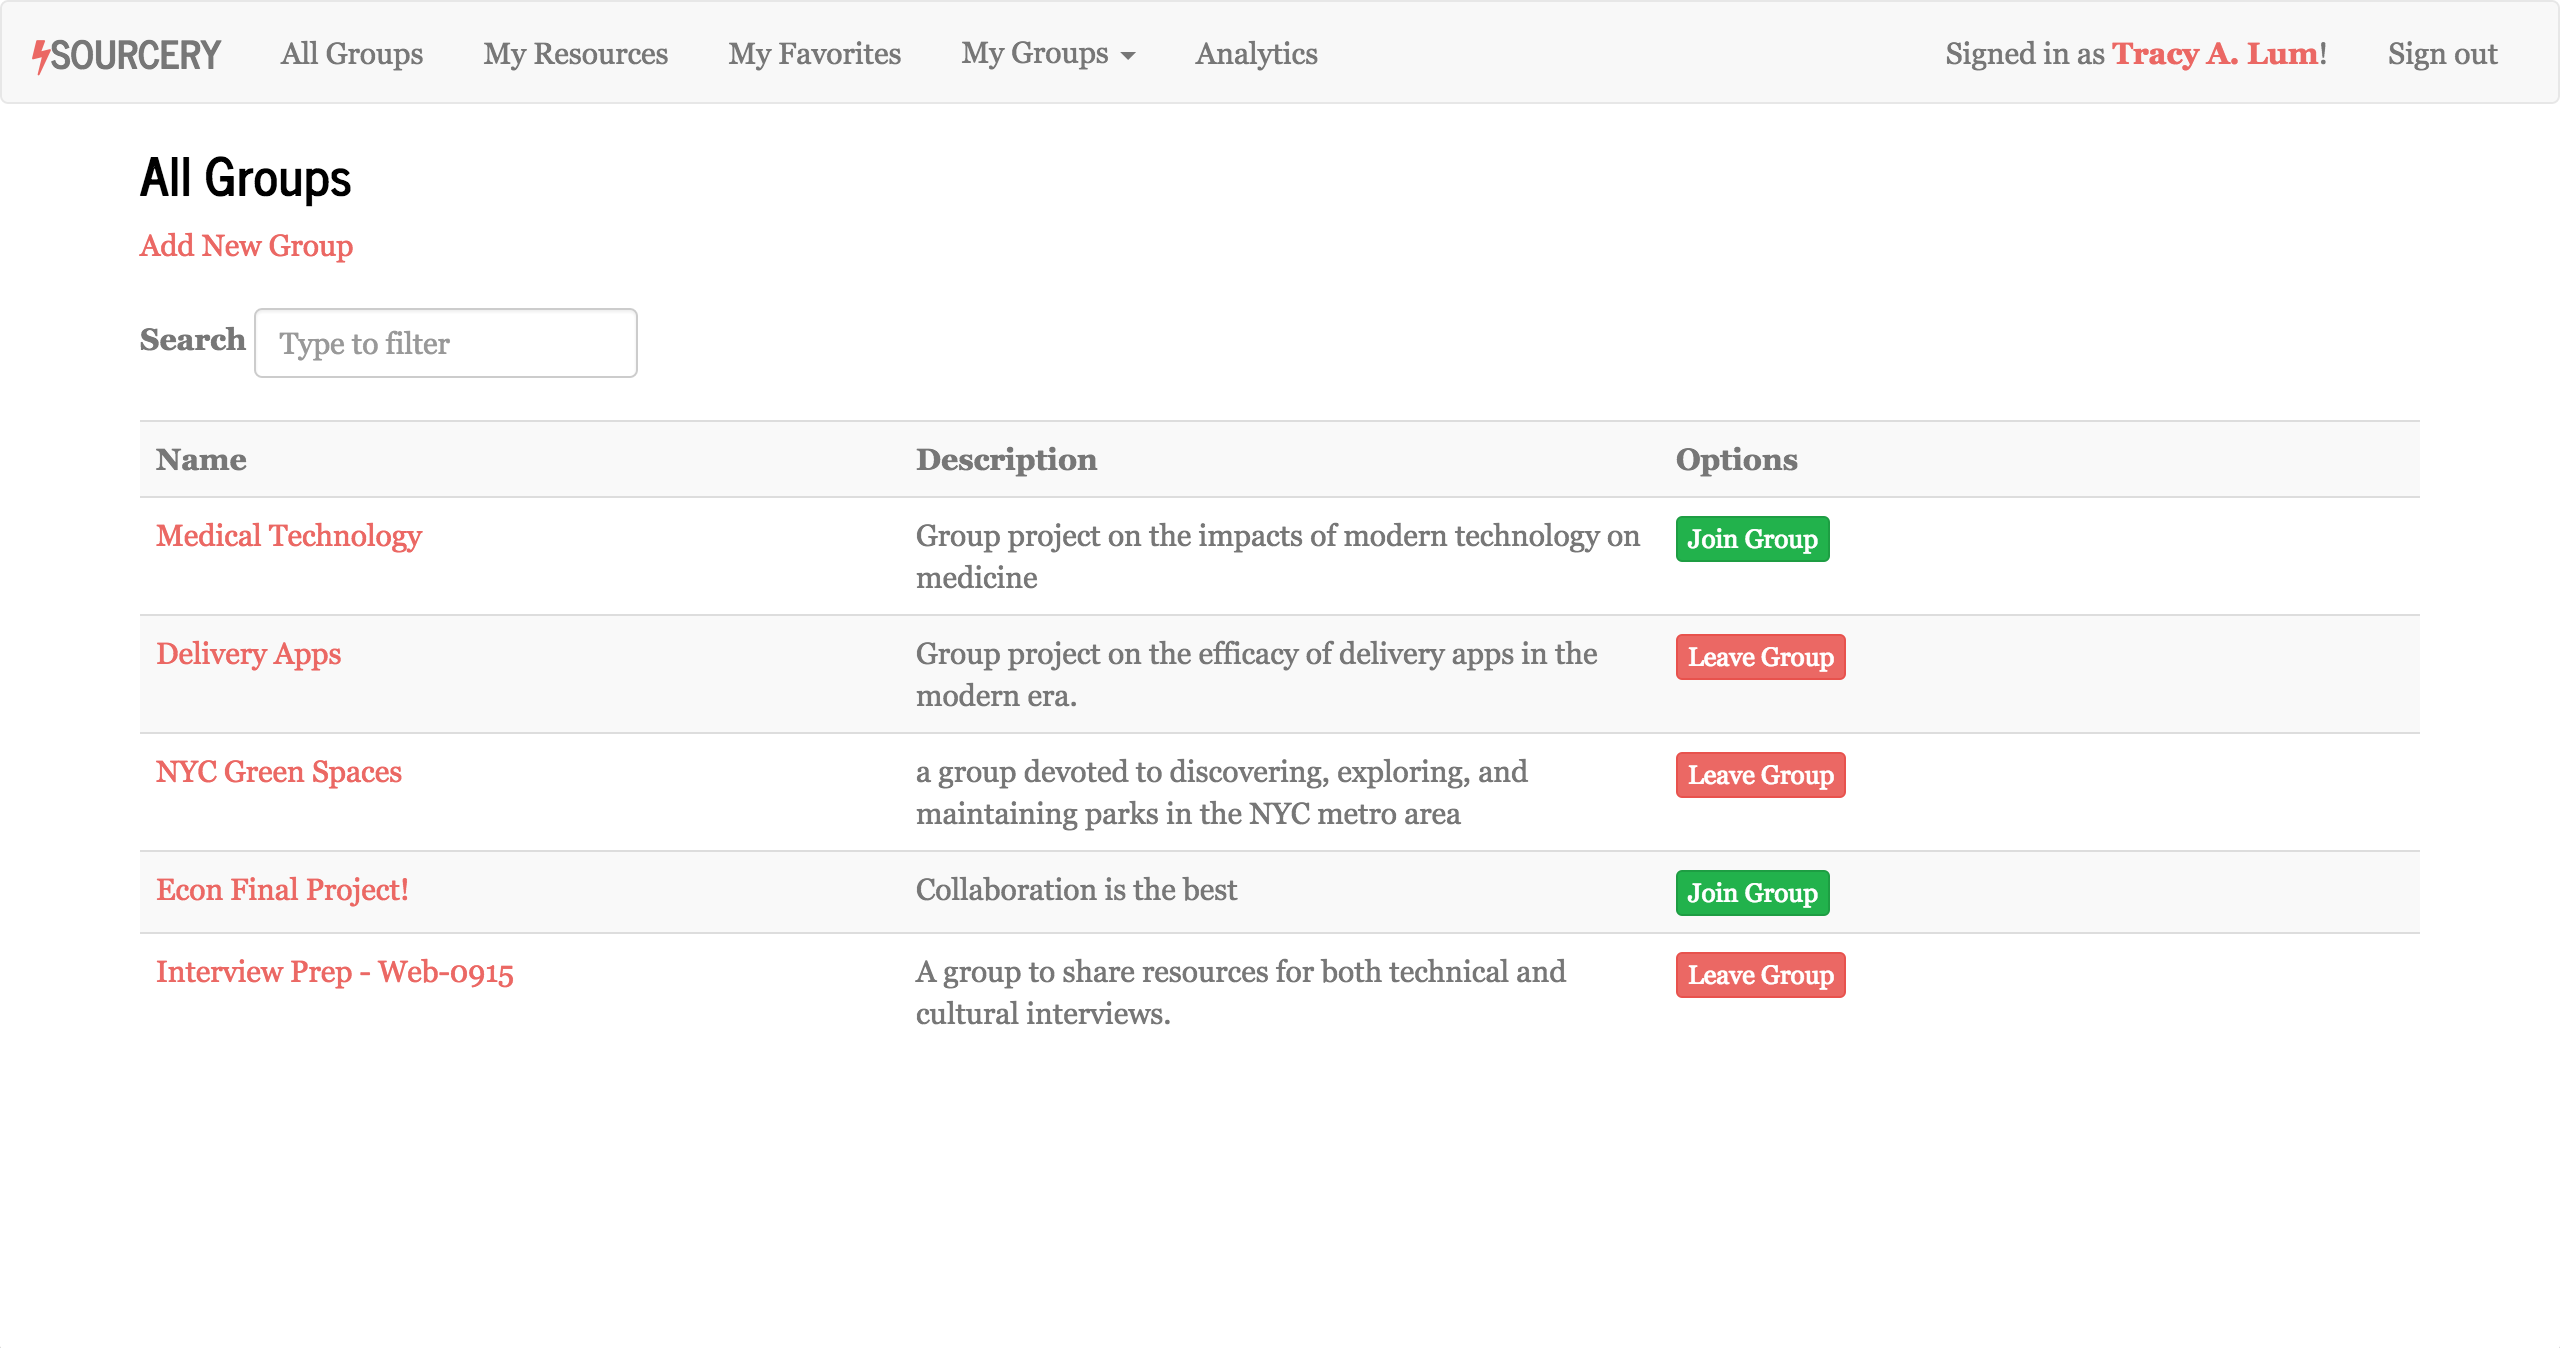 SOURCERY All Groups My Resources My Favorites My Groups Analytics Signed in as Tracy A. Lum! Sign out
All Groups
Add New Group
Search Type to filter
Name Description Options
Medical Technology Group project on the impacts of modern technology on Join Group
medicine
Delivery Apps Group project on the efficacy of delivery apps in the Leave Group
modern era.
NYC Green Spaces a group devoted to discovering, exploring, and Leave Group
maintaining parks in the NYC metro area
Econ Final Project! Collaboration is the best Join Group
Interview Prep - Web-0915 A group to share resources for both technical and Leave Group
cultural interviews.